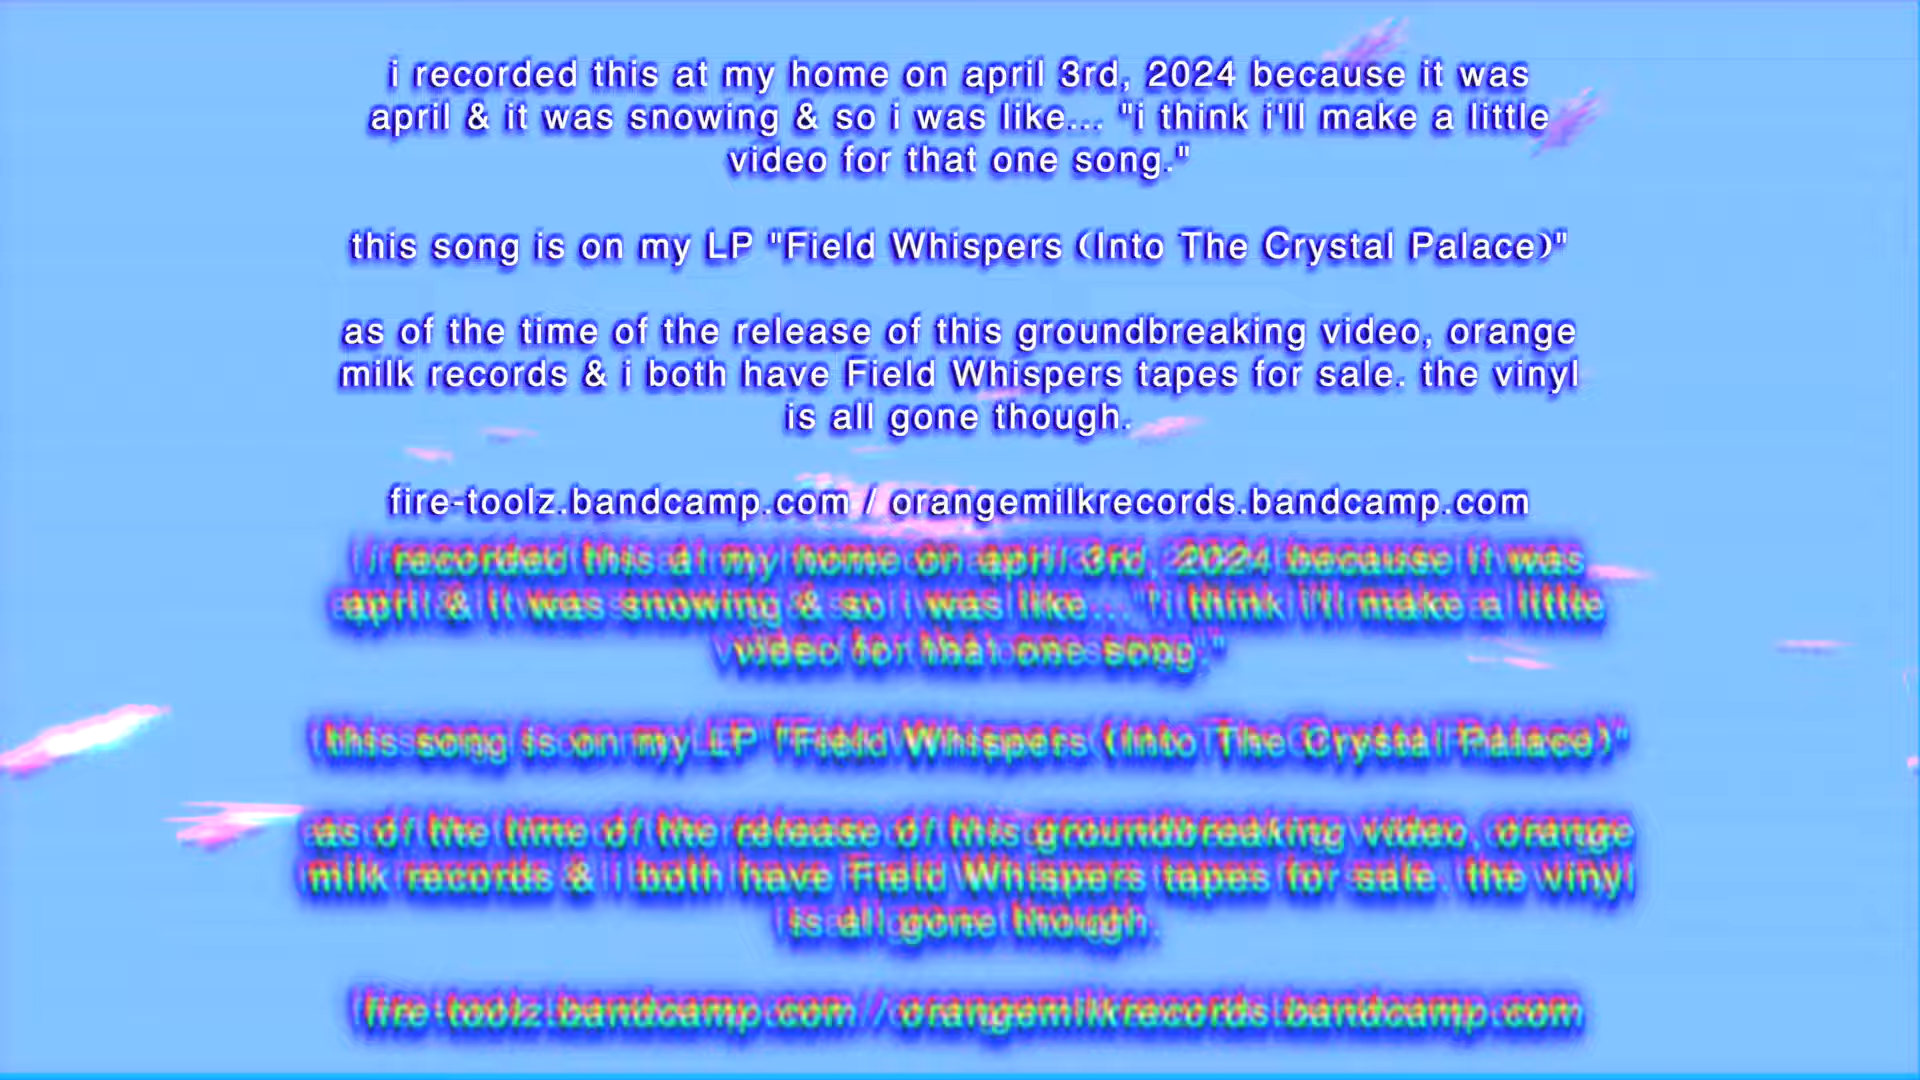 i recorded this at my home on april 3rd, 2024 because it was
april & it was snowing & so i was like... "i think i'll make a little
video for that one song."
this song is on my LP "Field Whispers (Into The Crystal Palace)"
as of the time of the release of this groundbreaking video, orange
milk records & i both have Field Whispers tapes for sale. the vinyl
is all gone though.
fire-toolz.bandcamp.com / orangemilkrecords.bandcamp.com
i recorded this at my home on april 3rd, 2024 because it was
april & it was snowing & so i was like... "i think i'll make a little
video for that one song."
this song is on my LP "Field Whispers (Into The Crystal Palace)"
as of the time of the release of this groundbreaking video, orange
milk records & i both have Field Whispers tapes for sale. the vinyl
is all gone though.
fire-toolz.bandcamp.com / orangemilkrecords.bandcamp.com